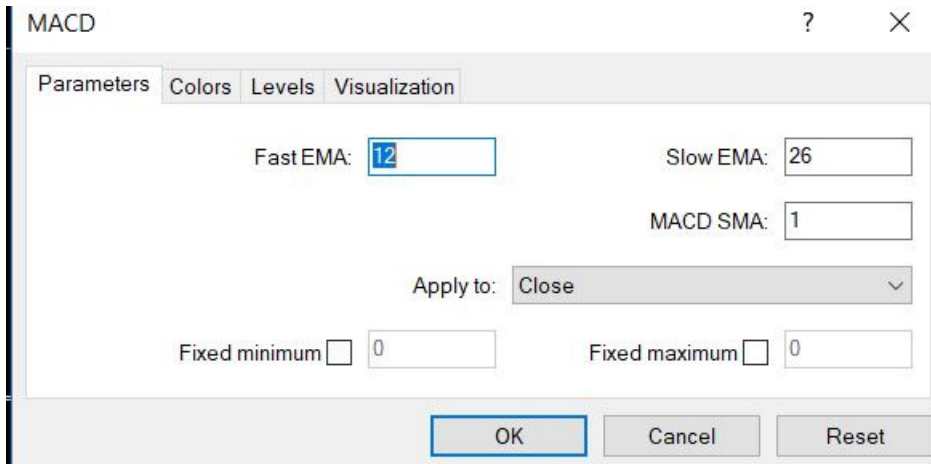 MACD ? X
Parameters Colors Levels Visualization
Fast EMA: 12 Slow EMA: 26
MACD SMA: 1
Apply to: Close
Fixed minimum 0 Fixed maximum 0
OK Cancel Reset